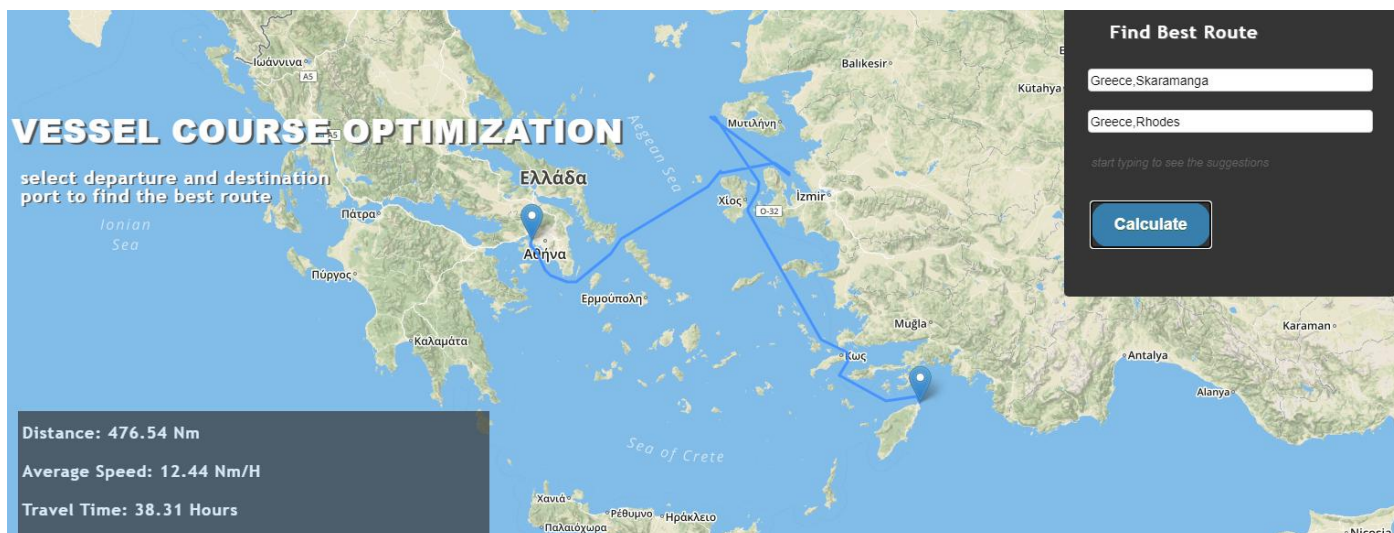 Find Best Route
Greece,Skaramanga
Greece,Rhodes
start typing to see the suggestions
Calculate
VESSEL COURSE OPTIMIZATION
select departure and destination
port to find the best route
Ιωάννινα
A5
Balıkesir
Kütahya
Μυτιλήνη
Aegean Sea
Ελλάδα
Χίος
İzmir
O-32
Πάτρα
Ionian
Sea
Αθήνα
Πύργος
Ερμούπολη
Muğla
Karaman
Καλαμάτα
Κως
Antalya
Alanya
Sea of Crete
Distance: 476.54 Nm
Average Speed: 12.44 Nm/H
Travel Time: 38.31 Hours
Χανιά
Ρέθυμνο
Ηράκλειο
Παλαιόχωρα
Nicosia